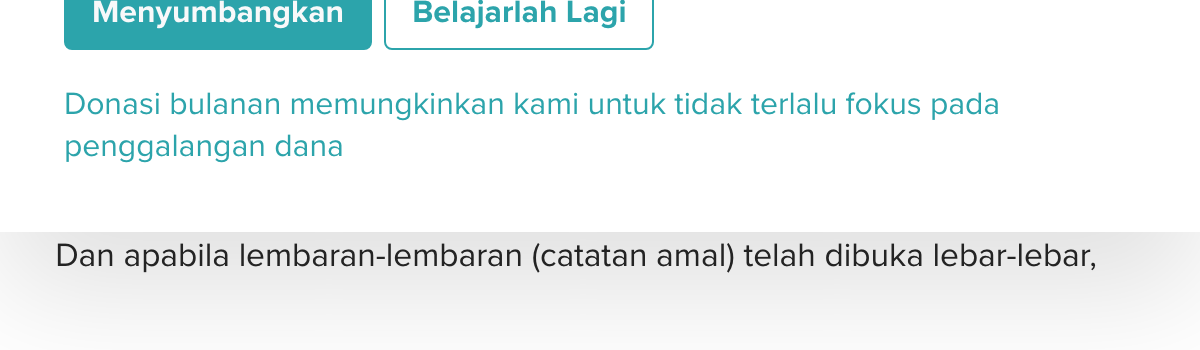 Menyumbangkan
Belajarlah Lagi
Donasi bulanan memungkinkan kami untuk tidak terlalu fokus pada
penggalangan dana
Dan apabila lembaran-lembaran (catatan amal) telah dibuka lebar-lebar,